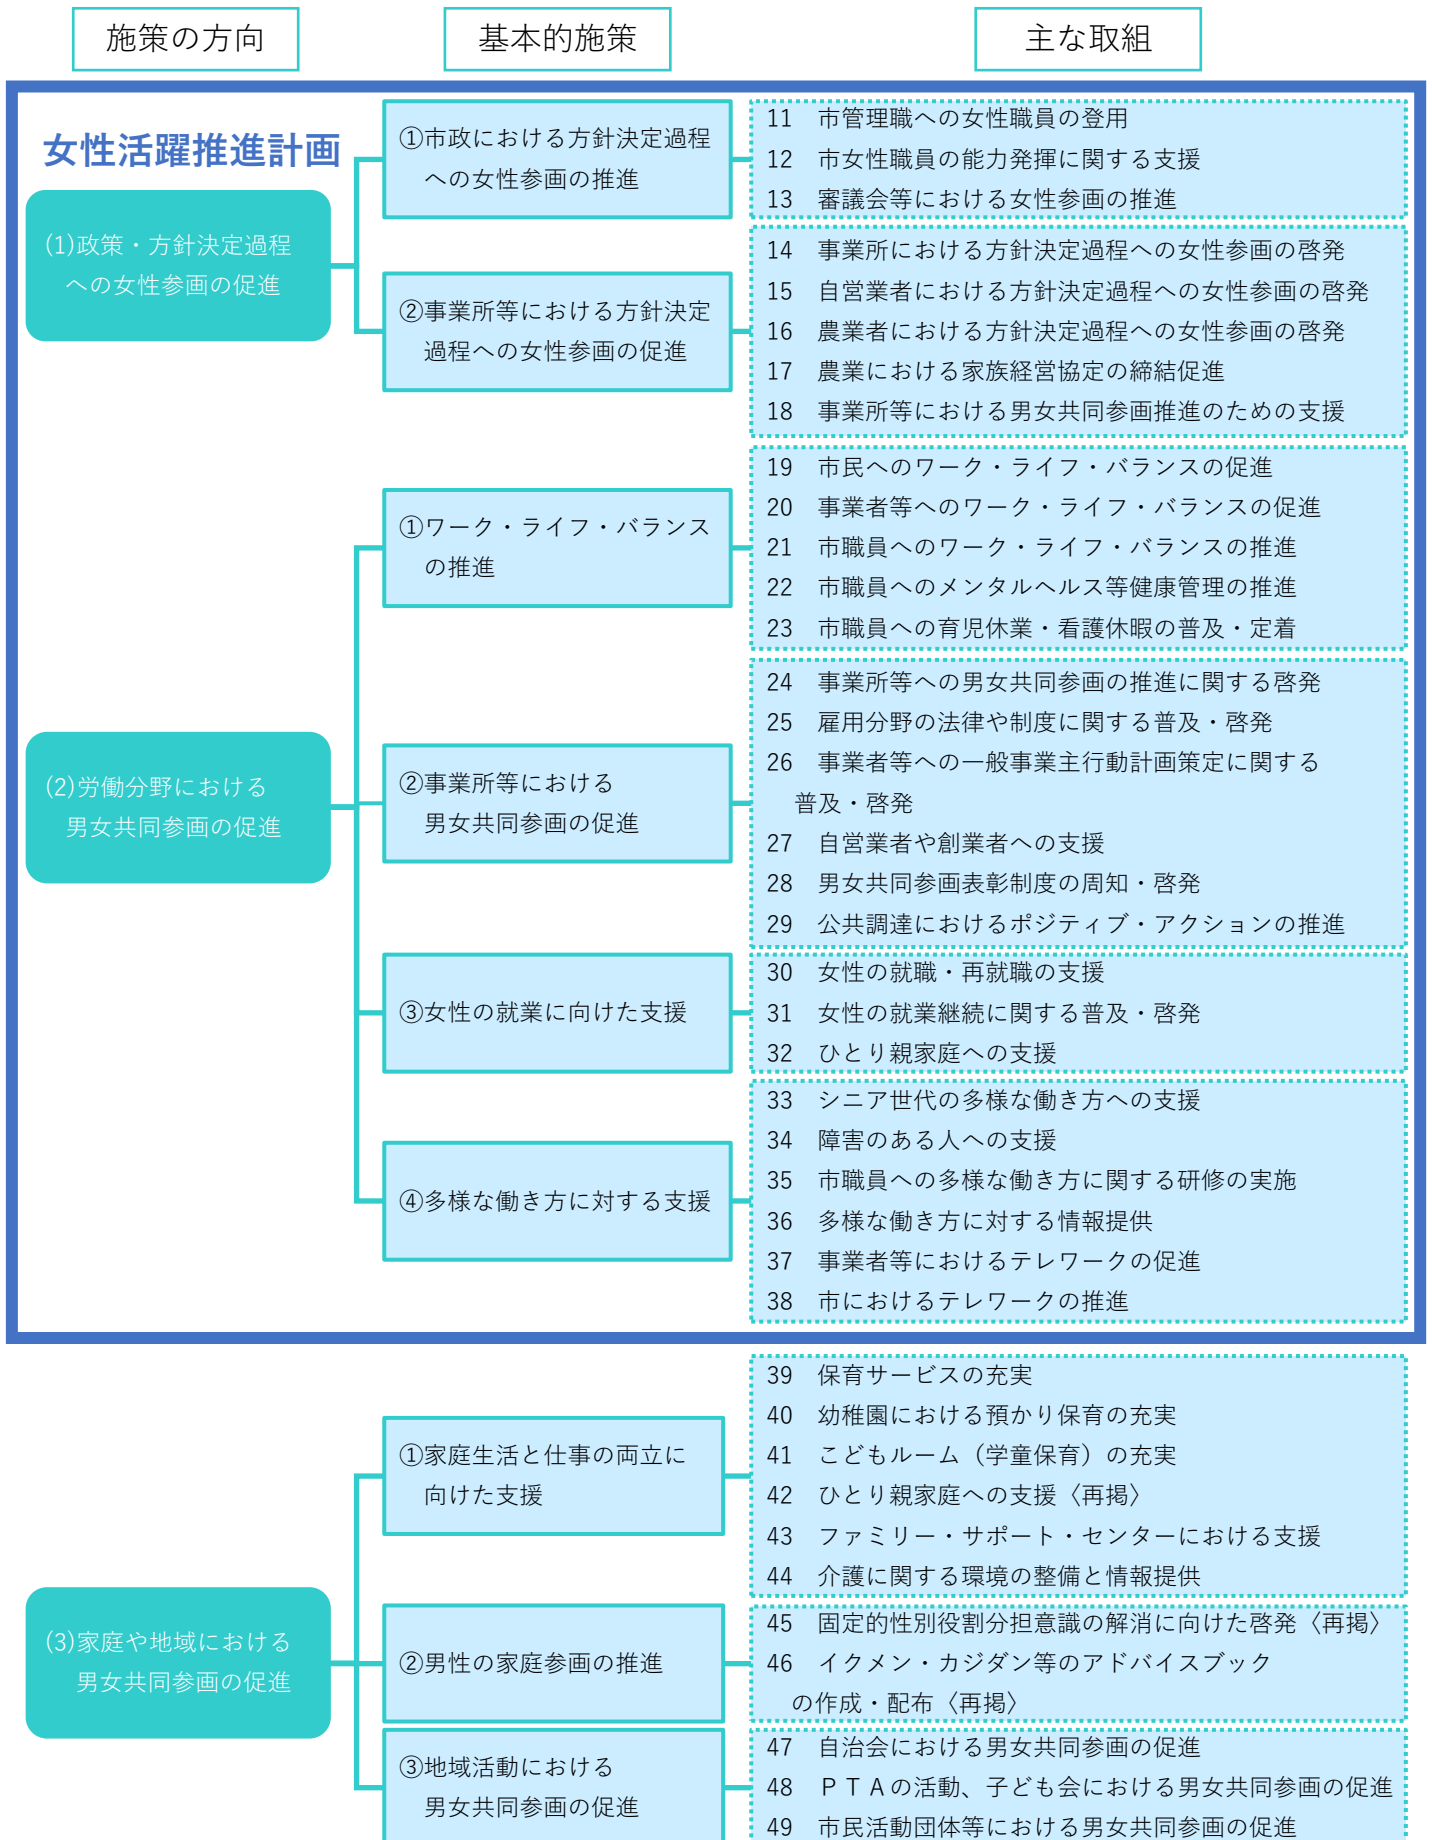 施策の方向
基本的施策
主な取組
女性活躍推進計画
(1)政策・方針決定過程
への女性参画の促進
①市政における方針決定過程
への女性参画の推進
11　市管理職への女性職員の登用
12　市女性職員の能力発揮に関する支援
13　審議会等における女性参画の推進
②事業所等における方針決定
過程への女性参画の促進
14　事業所における方針決定過程への女性参画の啓発
15　自営業者における方針決定過程への女性参画の啓発
16　農業者における方針決定過程への女性参画の啓発
17　農業における家族経営協定の締結促進
18　事業所等における男女共同参画推進のための支援
(2)労働分野における
男女共同参画の促進
①ワーク・ライフ・バランス
の推進
19　市民へのワーク・ライフ・バランスの促進
20　事業者等へのワーク・ライフ・バランスの促進
21　市職員へのワーク・ライフ・バランスの推進
22　市職員へのメンタルヘルス等健康管理の推進
23　市職員への育児休業・看護休暇の普及・定着
②事業所等における
男女共同参画の促進
24　事業所等への男女共同参画の推進に関する啓発
25　雇用分野の法律や制度に関する普及・啓発
26　事業者等への一般事業主行動計画策定に関する
普及・啓発
27　自営業者や創業者への支援
28　男女共同参画表彰制度の周知・啓発
29　公共調達におけるポジティブ・アクションの推進
③女性の就業に向けた支援
30　女性の就職・再就職の支援
31　女性の就業継続に関する普及・啓発
32　ひとり親家庭への支援
④多様な働き方に対する支援
33　シニア世代の多様な働き方への支援
34　障害のある人への支援
35　市職員への多様な働き方に関する研修の実施
36　多様な働き方に対する情報提供
37　事業者等におけるテレワークの促進
38　市におけるテレワークの推進
(3)家庭や地域における
男女共同参画の促進
①家庭生活と仕事の両立に
向けた支援
39　保育サービスの充実
40　幼稚園における預かり保育の充実
41　こどもルーム（学童保育）の充実
42　ひとり親家庭への支援〈再掲〉
43　ファミリー・サポート・センターにおける支援
44　介護に関する環境の整備と情報提供
②男性の家庭参画の推進
45　固定的性別役割分担意識の解消に向けた啓発〈再掲〉
46　イクメン・カジダン等のアドバイスブック
の作成・配布〈再掲〉
③地域活動における
男女共同参画の促進
47　自治会における男女共同参画の促進
48　ＰＴＡの活動、子ども会における男女共同参画の促進
49　市民活動団体等における男女共同参画の促進